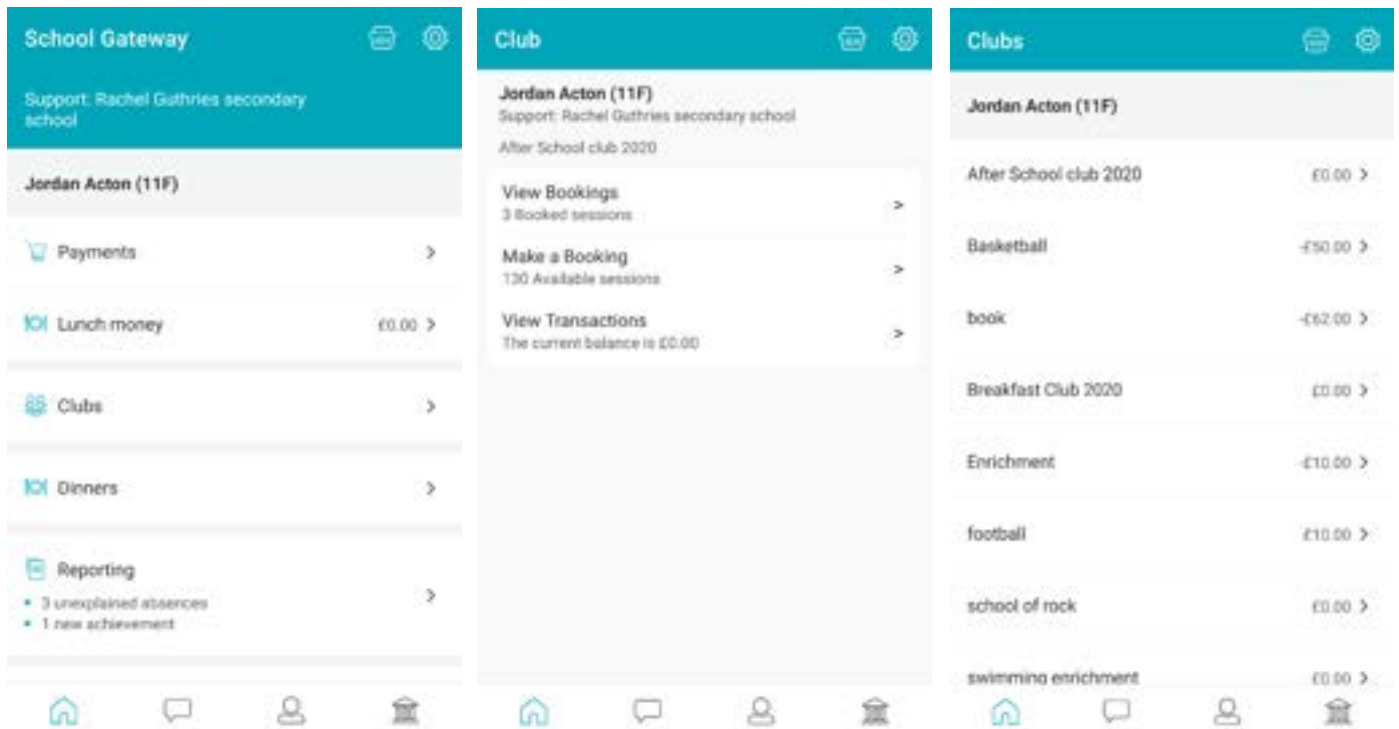 School Gateway
Support: Rachel Guthries secondary
school
Jordan Acton (11F)
Payments >
Lunch money £0.00 >
Clubs >
Dinners >
Reporting >
• 3 unexplained absences
• 1 new achievement
Club
Jordan Acton (11F)
Support: Rachel Guthries secondary school
After School club 2020
View Bookings
3 Booked sessions
>
Make a Booking
130 Available sessions
>
View Transactions
The current balance is £0.00
>
Clubs
Jordan Acton (11F)
After School club 2020 £0.00 >
Basketball -£50.00 >
book -£62.00 >
Breakfast Club 2020 £0.00 >
Enrichment -£10.00 >
football £10.00 >
school of rock £0.00 >
swimming enrichment £0.00 >